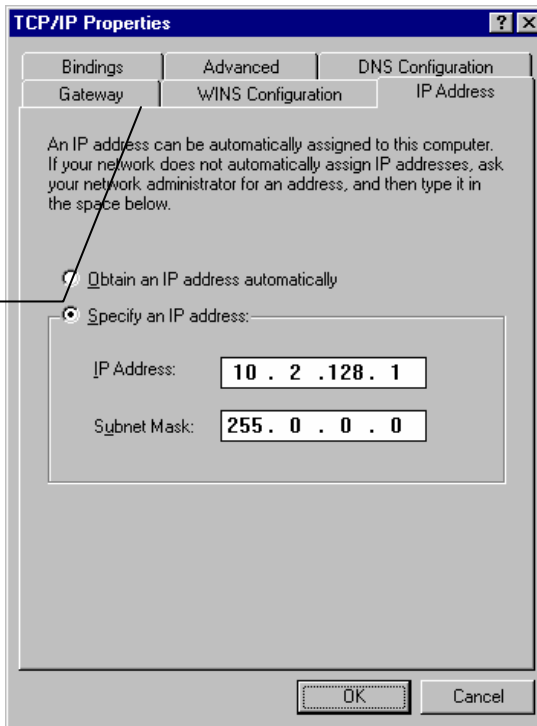 TCP/IP Properties
Bindings Advanced DNS Configuration
Gateway WINS Configuration IP Address
An IP address can be automatically assigned to this computer.
If your network does not automatically assign IP addresses, ask
your network administrator for an address, and then type it in
the space below.
Obtain an IP address automatically
Specify an IP address:
IP Address: 10 . 2 .128. 1
Subnet Mask: 255. 0 . 0 . 0
OK Cancel